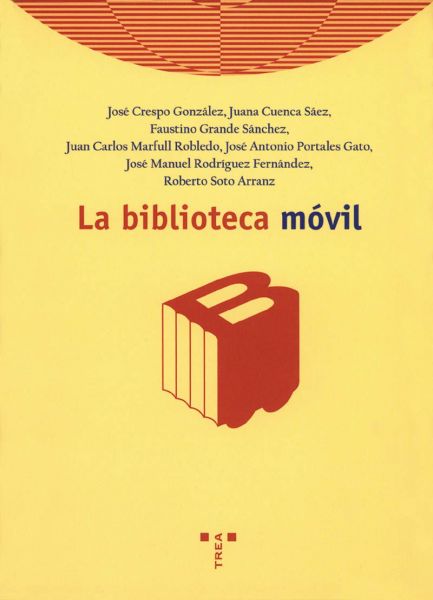 José Crespo González, Juana Cuenca Sáez,
Faustino Grande Sánchez,
Juan Carlos Marfull Robledo, José Antonio Portales Gato,
José Manuel Rodríguez Fernández,
Roberto Soto Arranz
La biblioteca móvil
B
TREA